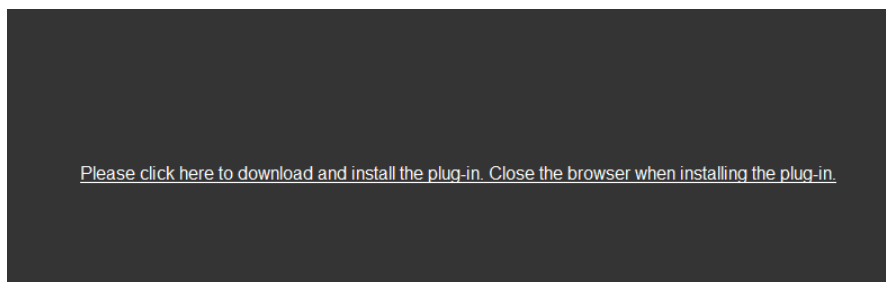 Please click here to download and install the plug-in. Close the browser when installing the plug-in.